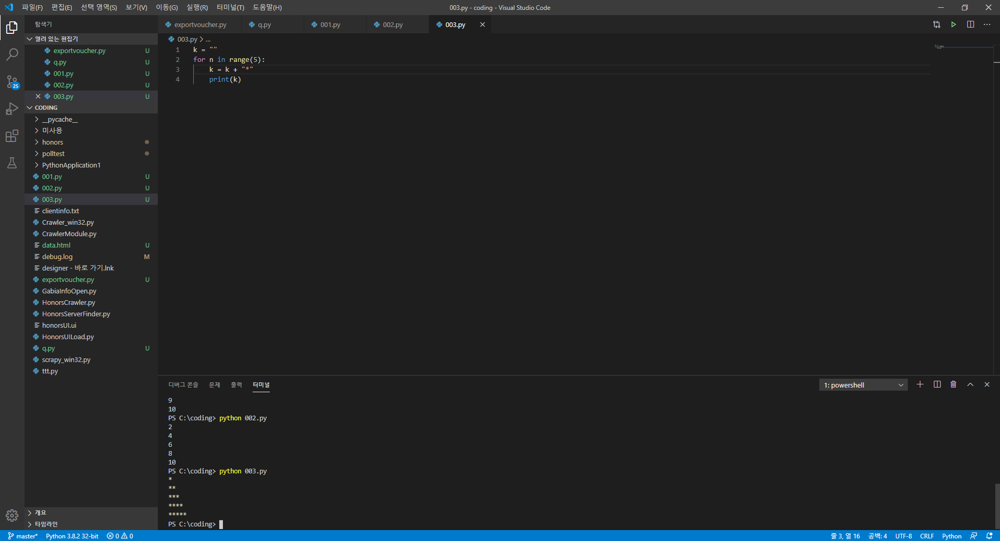 파일(F) 편집(E) 선택 영역(S) 보기(V) 이동(G) 실행(R) 터미널(T) 도움말(H) 003.py - coding - Visual Studio Code
탐색기
열려 있는 편집기
exportvoucher.py U
q.py U
001.py U
002.py U
003.py U
CODING
__pycache__
미사용
honors
polltest
PythonApplication1
001.py U
002.py U
003.py U
clientinfo.txt
Crawler_win32.py
CrawlerModule.py
data.html U
debug.log M
designer - 바로 가기.lnk
exportvoucher.py U
GabiaInfoOpen.py
HonorsCrawler.py
HonorsServerFinder.py
honorsUI.ui
HonorsUILoad.py
q.py U
scrapy_win32.py
ttt.py
개요
타임라인
25
exportvoucher.py q.py 001.py 002.py 003.py
003.py > ...
1 k = ""
2 for n in range(5):
3     k = k + "*"
4     print(k)
디버그 콘솔 문제 출력 터미널 1: powershell
9
10
PS C:\coding> python 002.py
2
4
6
8
10
PS C:\coding> python 003.py
*
**
***
****
*****
PS C:\coding>
master* Python 3.8.2 32-bit 0 0 줄 3, 열 16 공백: 4 UTF-8 CRLF Python